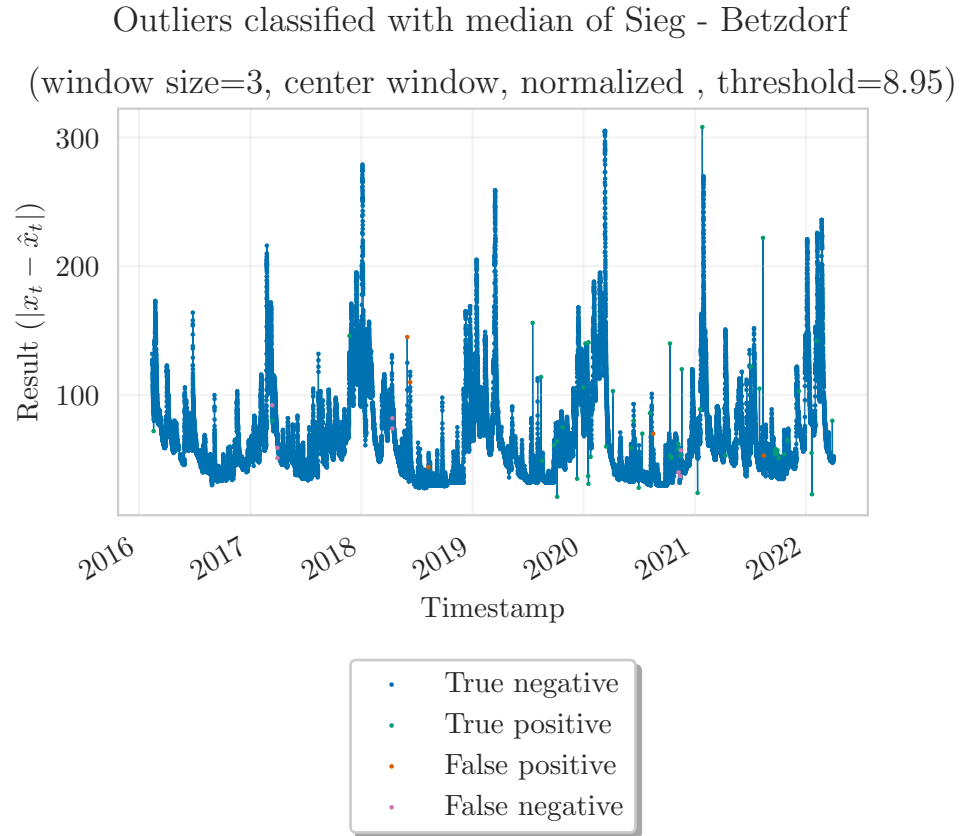 Outliers classified with median of Sieg - Betzdorf
(window size=3, center window, normalized , threshold=8.95)
300
200
100
Result (|x_t − x̂_t|)
2016 2017 2018 2019 2020 2021 2022
Timestamp
True negative
True positive
False positive
False negative